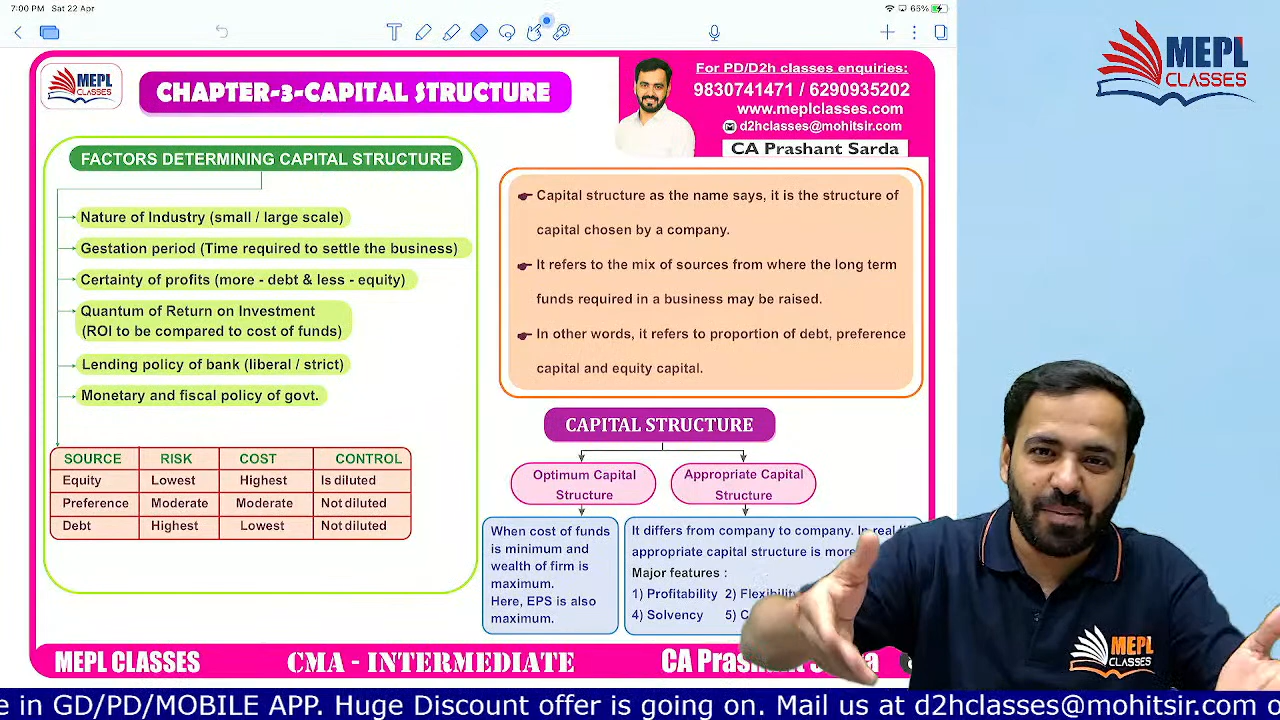 7:00 PM Sat 22 Apr
65%
T
MEPL
CLASSES
CHAPTER-3-CAPITAL STRUCTURE
For PD/D2h classes enquiries:
9830741471 / 6290935202
www.meplclasses.com
d2hclasses@mohitsir.com
CA Prashant Sarda
MEPL
CLASSES
FACTORS DETERMINING CAPITAL STRUCTURE
Nature of Industry (small / large scale)
Gestation period (Time required to settle the business)
Certainty of profits (more - debt & less - equity)
Quantum of Return on Investment
(ROI to be compared to cost of funds)
Lending policy of bank (liberal / strict)
Monetary and fiscal policy of govt.
SOURCE RISK COST CONTROL
Equity Lowest Highest Is diluted
Preference Moderate Moderate Not diluted
Debt Highest Lowest Not diluted
Capital structure as the name says, it is the structure of
capital chosen by a company.
It refers to the mix of sources from where the long term
funds required in a business may be raised.
In other words, it refers to proportion of debt, preference
capital and equity capital.
CAPITAL STRUCTURE
Optimum Capital
Structure
Appropriate Capital
Structure
When cost of funds
is minimum and
wealth of firm is
maximum.
Here, EPS is also
maximum.
It differs from company to company. In real
appropriate capital structure is more
Major features :
1) Profitability 2) Flexibility
4) Solvency 5)
MEPL CLASSES CMA - INTERMEDIATE CA Prashant Sarda
MEPL
CLASSES
e in GD/PD/MOBILE APP. Huge Discount offer is going on. Mail us at d2hclasses@mohitsir.com o